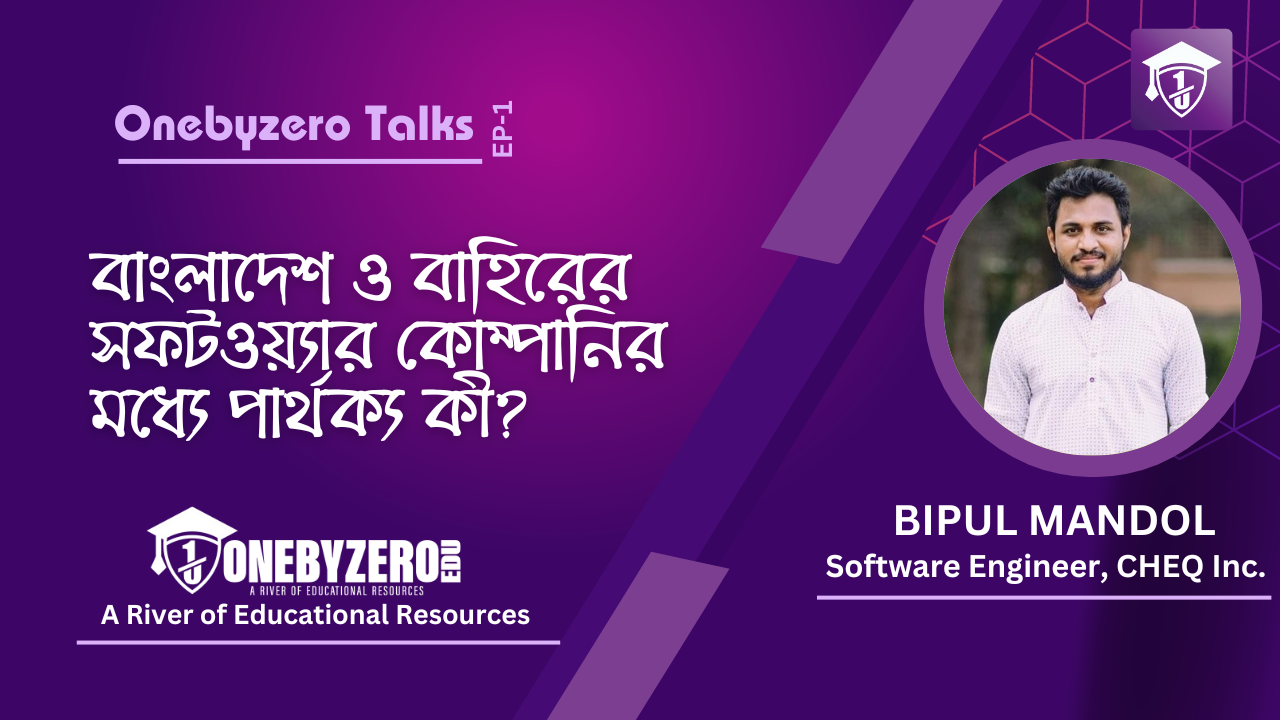 Onebyzero Talks EP-1
বাংলাদেশ ও বাহিরের
সফটওয়্যার কোম্পানির
মধ্যে পার্থক্য কী?
ONEBYZERO EDU
A RIVER OF EDUCATIONAL RESOURCES
A River of Educational Resources
BIPUL MANDOL
Software Engineer, CHEQ Inc.